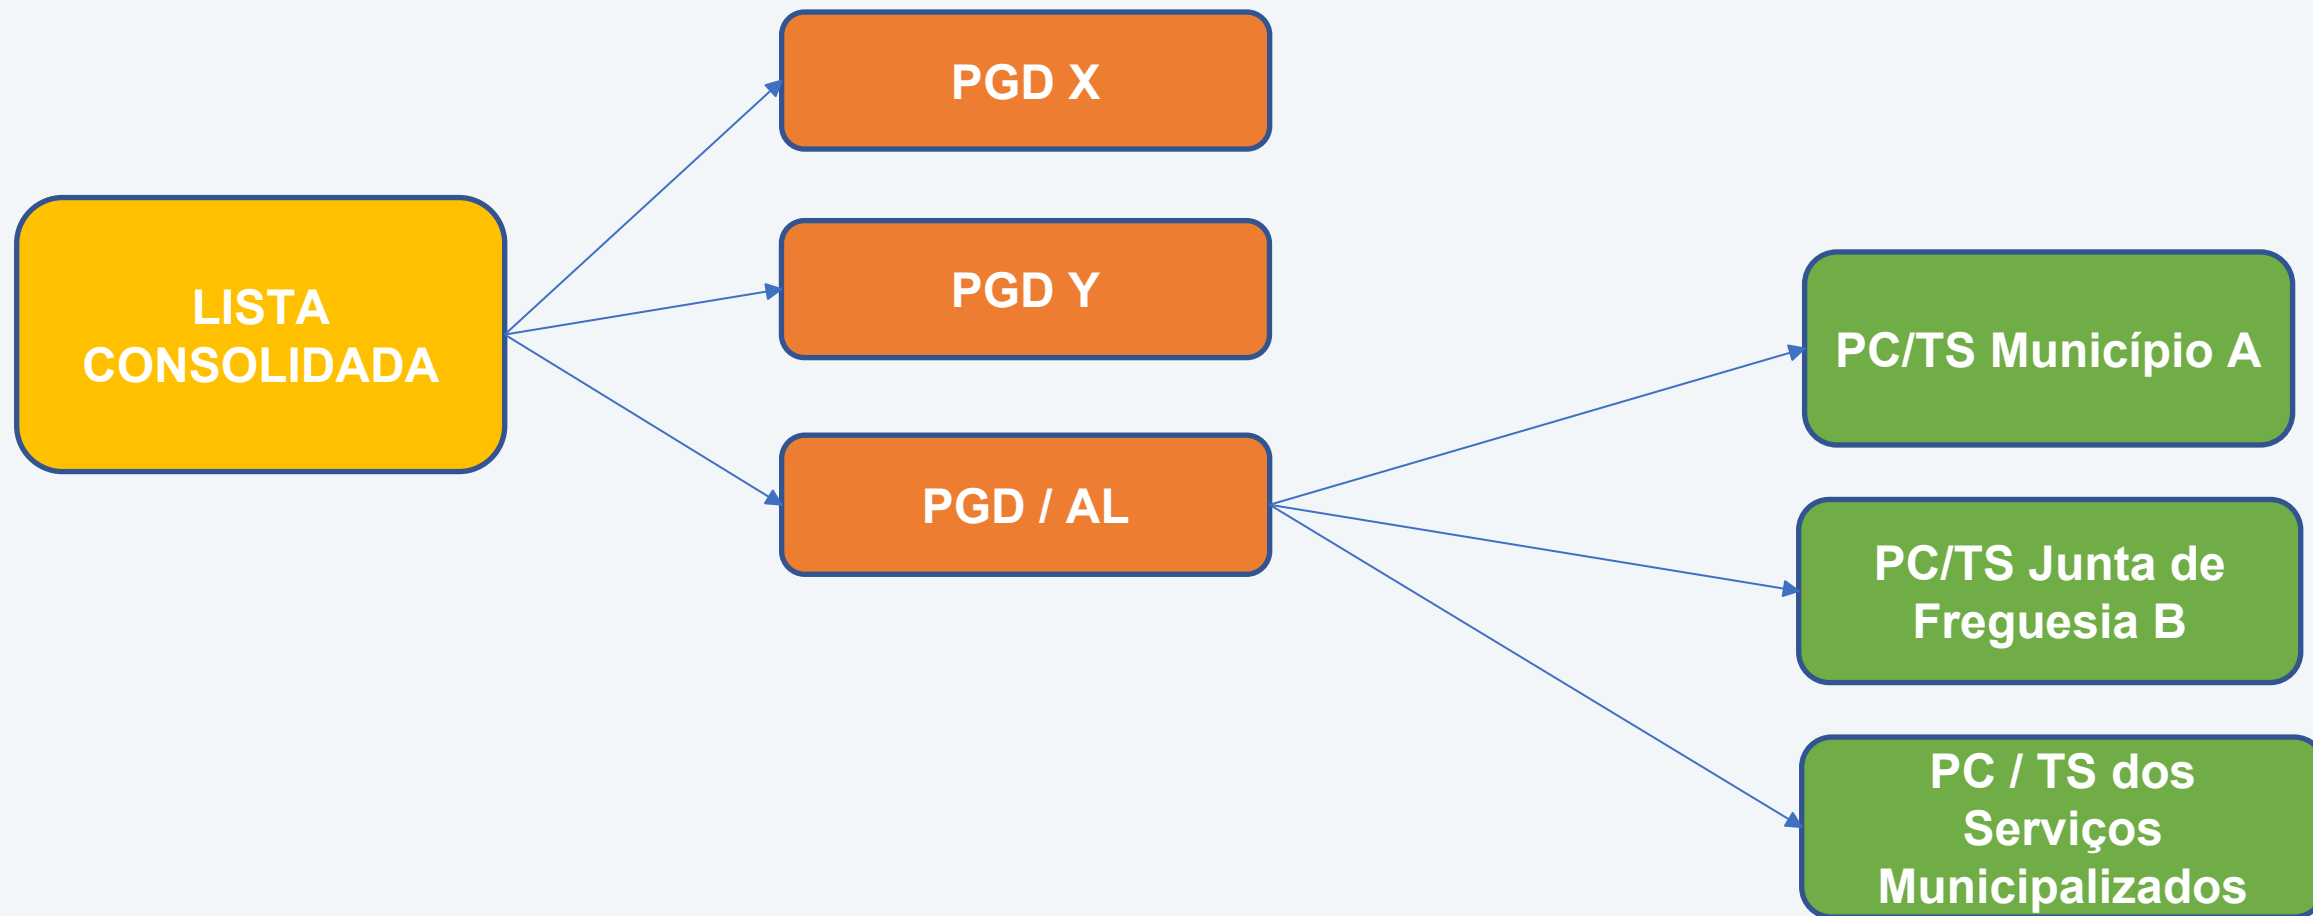 LISTA
CONSOLIDADA
PGD X
PGD Y
PGD / AL
PC/TS Município A
PC/TS Junta de
Freguesia B
PC / TS dos
Serviços
Municipalizados